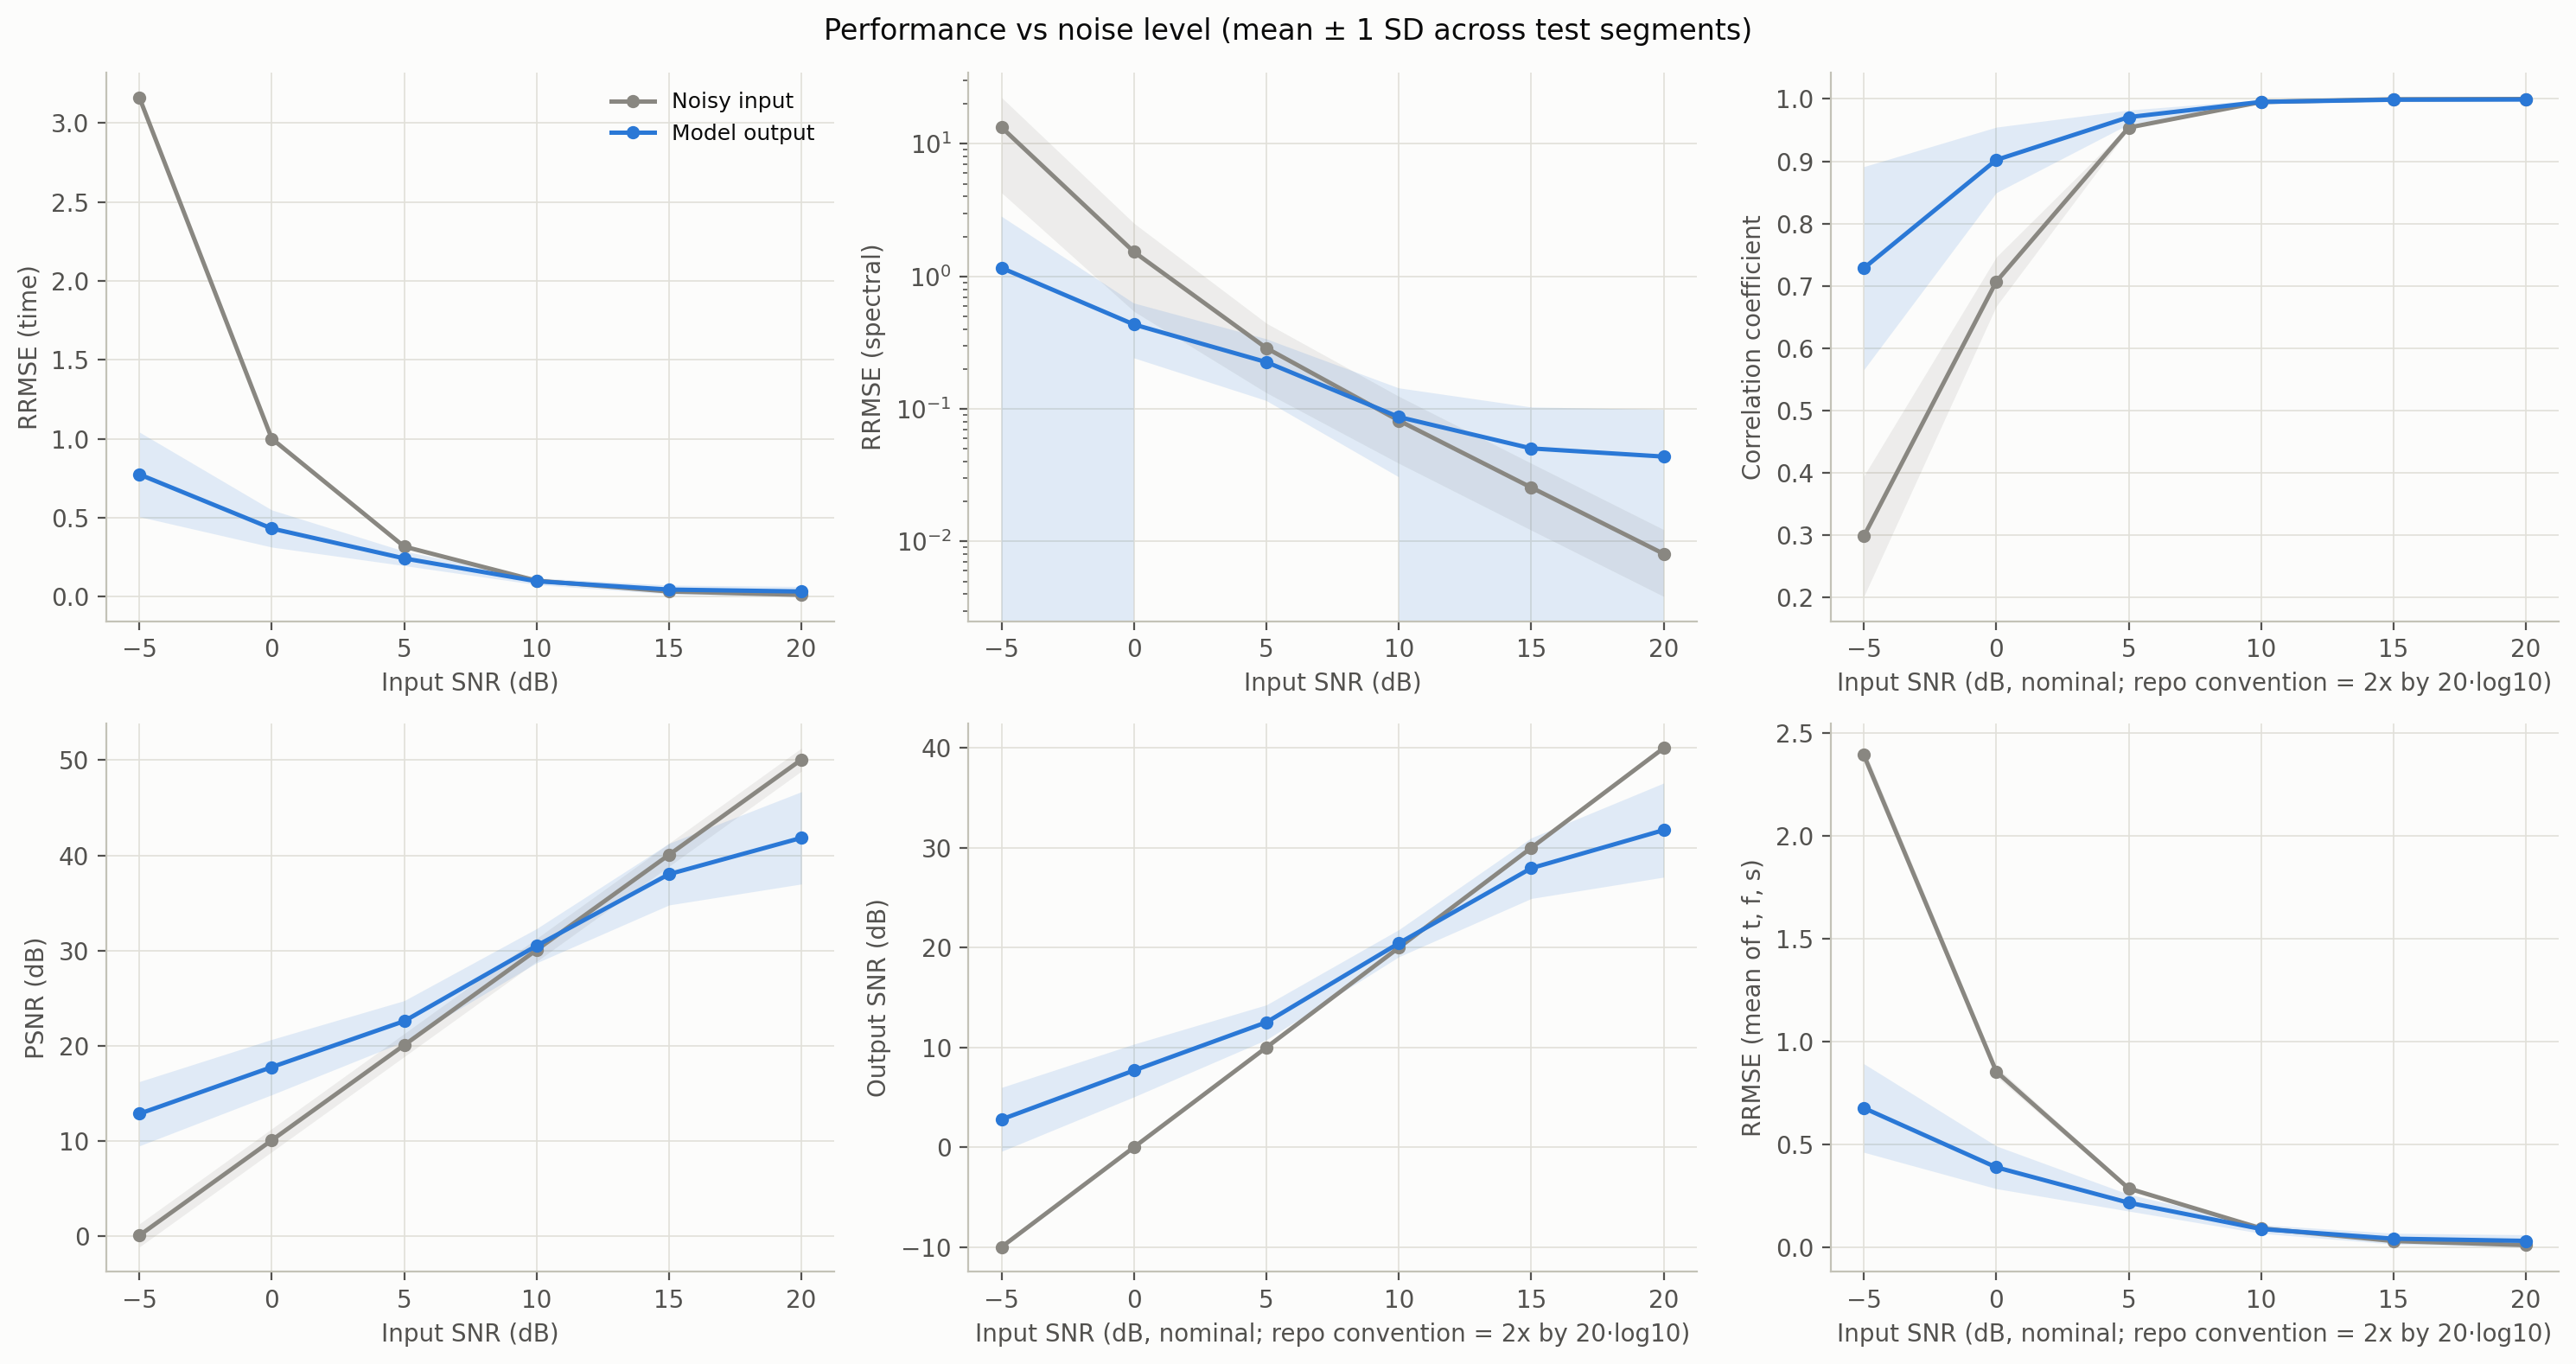 Performance vs noise level (mean ± 1 SD across test segments)
RRMSE (time)
3.0
2.5
2.0
1.5
1.0
0.5
0.0
Noisy input
Model output
−5 0 5 10 15 20
Input SNR (dB)
RRMSE (spectral)
10¹
10⁰
10⁻¹
10⁻²
−5 0 5 10 15 20
Input SNR (dB)
Correlation coefficient
1.0
0.9
0.8
0.7
0.6
0.5
0.4
0.3
0.2
−5 0 5 10 15 20
Input SNR (dB, nominal; repo convention = 2x by 20·log10)
PSNR (dB)
50
40
30
20
10
0
−5 0 5 10 15 20
Input SNR (dB)
Output SNR (dB)
40
30
20
10
0
−10
−5 0 5 10 15 20
Input SNR (dB, nominal; repo convention = 2x by 20·log10)
RRMSE (mean of t, f, s)
2.5
2.0
1.5
1.0
0.5
0.0
−5 0 5 10 15 20
Input SNR (dB, nominal; repo convention = 2x by 20·log10)